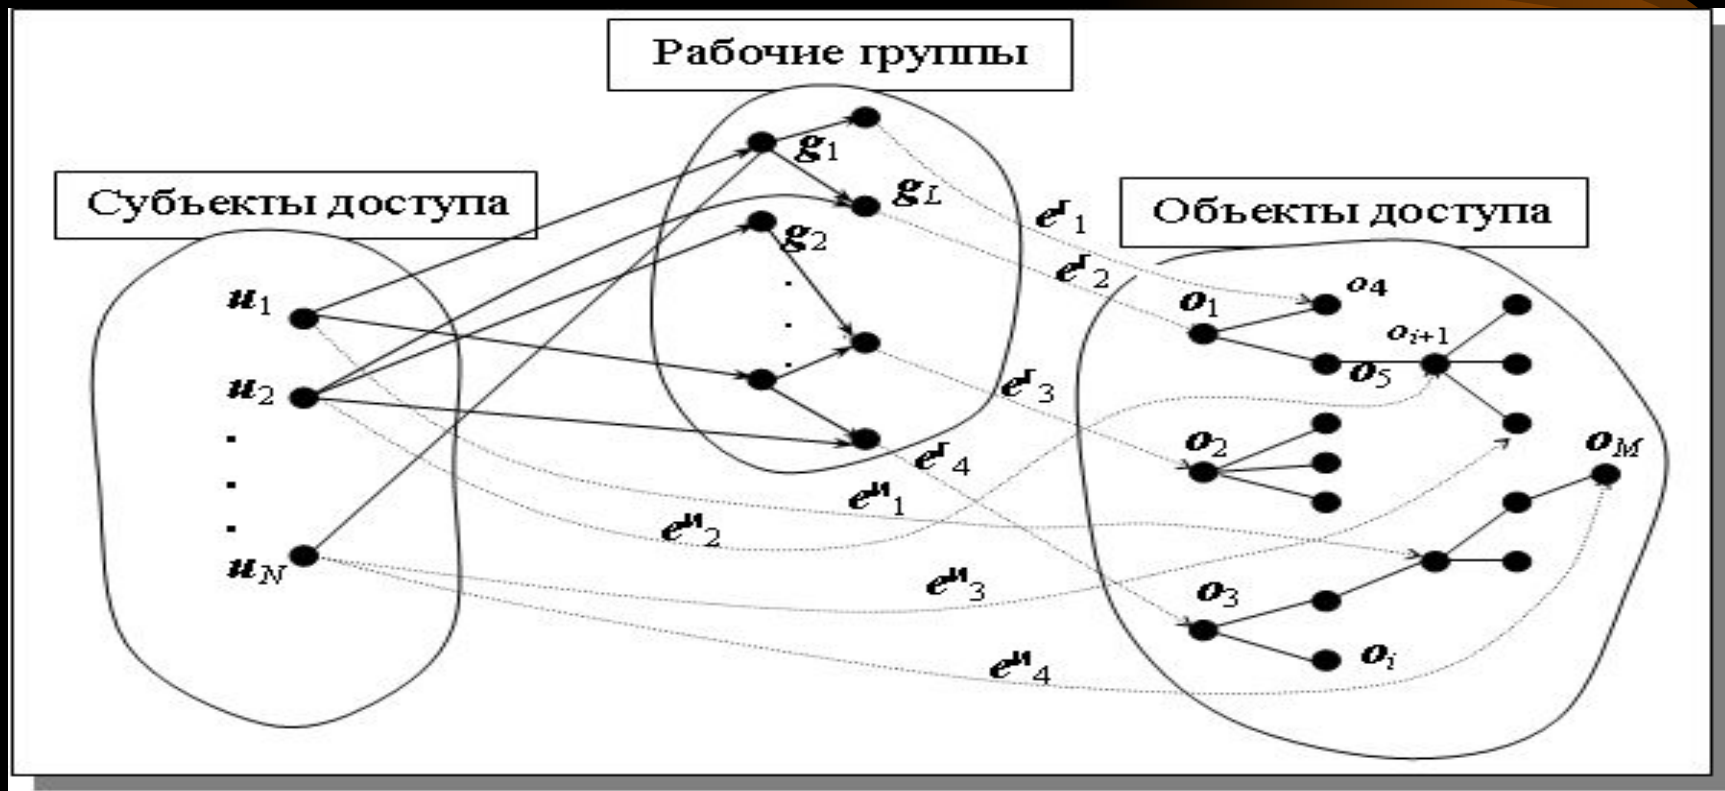 Рабочие группы
Субъекты доступа
Объекты доступа
g1
gL
g2
u1
u2
uN
eг1
eг2
eг3
eг4
eи1
eи2
eи3
eи4
o1
o4
oi+1
o5
o2
oM
o3
oi